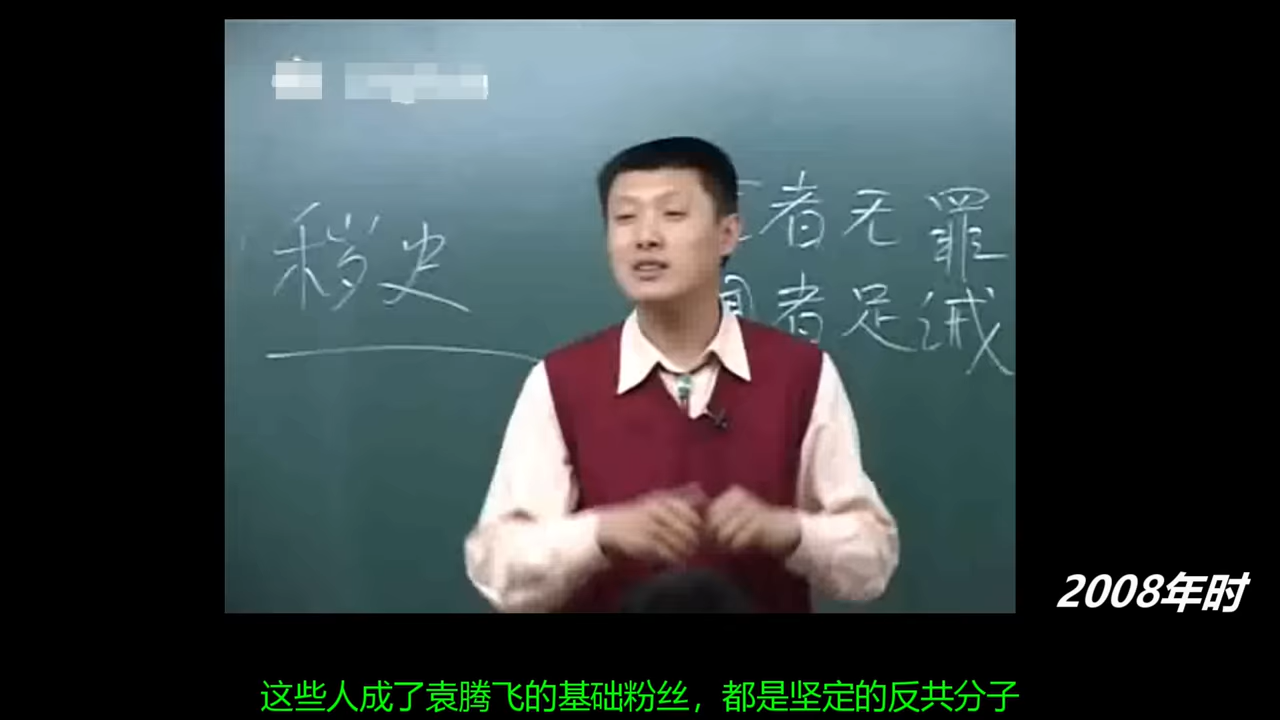 秽史
者无罪
者足诫
2008年时
这些人成了袁腾飞的基础粉丝，都是坚定的反共分子